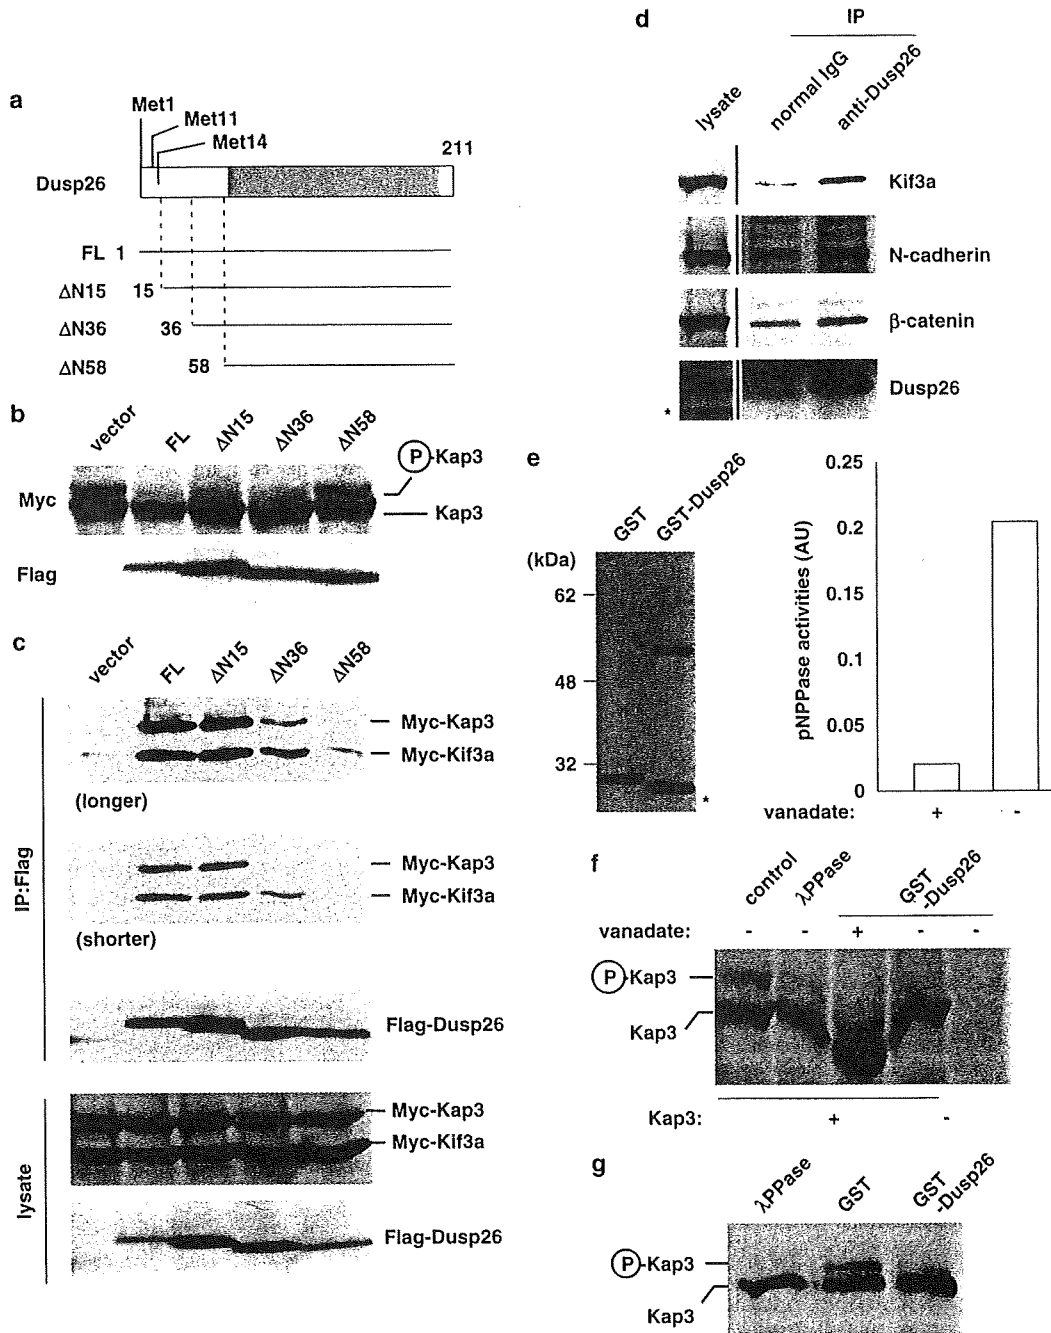 a
Met1
Met11
Met14
211
Dusp26
FL 1
ΔN15 15
ΔN36 36
ΔN58 58
b
vector FL ΔN15 ΔN36 ΔN58
Myc
P-Kap3
Kap3
Flag
c
vector FL ΔN15 ΔN36 ΔN58
IP:Flag
Myc-Kap3
Myc-Kif3a
(longer)
Myc-Kap3
Myc-Kif3a
(shorter)
Flag-Dusp26
lysate
Myc-Kap3
Myc-Kif3a
Flag-Dusp26
d
IP
lysate normal IgG anti-Dusp26
Kif3a
N-cadherin
β-catenin
Dusp26
*
e
GST GST-Dusp26
(kDa)
62
48
32
*
pNPPase activities (AU)
0.25
0.2
0.15
0.1
0.05
0
vanadate: + -
f
control λPPase GST-Dusp26
vanadate: - - + - -
P-Kap3
Kap3
Kap3: + -
g
λPPase GST GST-Dusp26
P-Kap3
Kap3